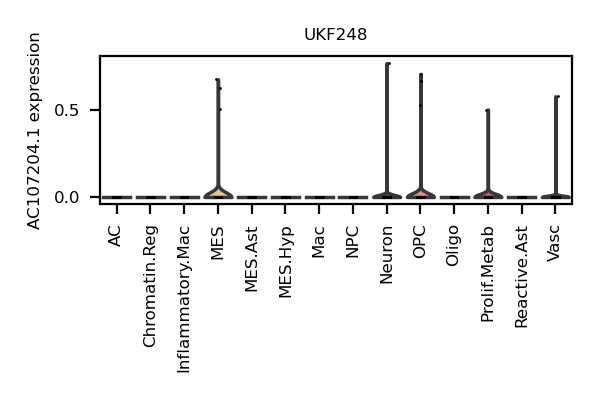 UKF248
AC107204.1 expression
0.5
0.0
AC
Chromatin.Reg
Inflammatory.Mac
MES
MES.Ast
MES.Hyp
Mac
NPC
Neuron
OPC
Oligo
Prolif.Metab
Reactive.Ast
Vasc